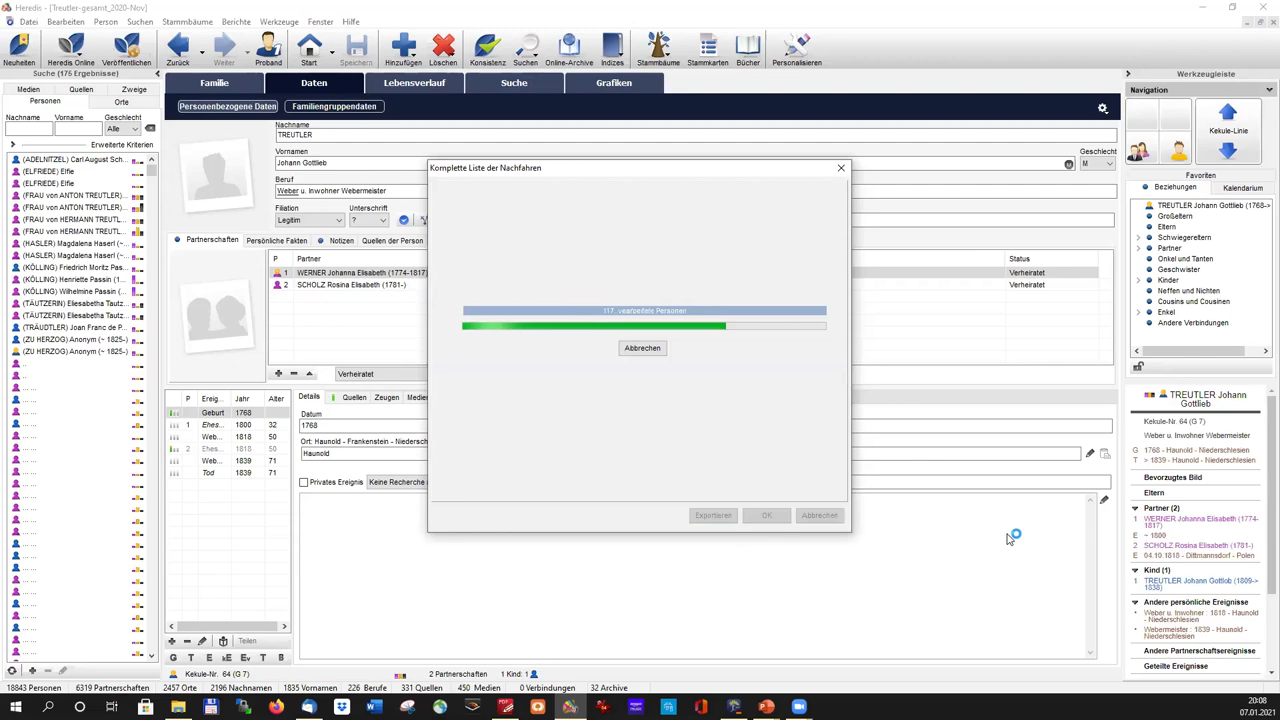 Heredis - [Treutler-gesamt_2020-Nov]
Datei Bearbeiten Person Suchen Stammbäume Berichte Werkzeuge Fenster Hilfe
Neuheiten Heredis Online Veröffentlichen Zurück Weiter Proband Start Speichern Hinzufügen Löschen Konsistenz Suchen Online-Archive Indizes Stammbäume Stammkarten Bücher Personalisieren
Suche (175 Ergebnisse)
Medien Quellen Zweige
Personen Orte
Nachname Vorname Geschlecht
Alle
Erweiterte Kriterien
(ADELNITZEL) Carl August Sch...
(ELFRIEDE) Elfie
(ELFRIEDE) Elfie
(FRAU von ANTON TREUTLER...
(FRAU von ANTON TREUTLER...
(FRAU von HERMANN TREUTL...
(FRAU von HERMANN TREUTL...
(HASLER) Magdalena Haserl (~...
(HASLER) Magdalena Haserl (~...
(KÖLLING) Friedrich Moritz Pas...
(KÖLLING) Henriette Passin (1...
(KÖLLING) Wilhelmine Passin (...
(TÄUTZERIN) Eliesabetha Tautz...
(TÄUTZERIN) Eliesabetha Tautz...
(TRÄUDTLER) Joan Franc de P...
(ZU HERZOG) Anonym (~ 1825-)
(ZU HERZOG) Anonym (~ 1825-)
Familie Daten Lebensverlauf Suche Grafiken
Personenbezogene Daten Familiengruppendaten
Nachname
TREUTLER
Vornamen Geschlecht
Johann Gottlieb M
Beruf
Weber u. Inwohner Webermeister
Filiation Unterschrift
Legitim ?
Partnerschaften Persönliche Fakten Notizen Quellen der Person
P Partner Status
1 WERNER Johanna Elisabeth (1774-1817) Verheiratet
2 SCHOLZ Rosina Elisabeth (1781-) Verheiratet
Verheiratet
Komplette Liste der Nachfahren
117. vearzeitete Personen
Abbrechen
Exportieren OK Abbrechen
P Ereig... Jahr Alter
Geburt 1768
1 Ehes... 1800 32
Web... 1818 50
2 Ehes... 1818 50
Web... 1839 71
Tod 1839 71
Teilen
G T E kE Ev T B
Details Quellen Zeugen Medien
Datum
1768
Ort: Haunold - Frankenstein - Niedersch
Haunold
Privates Ereignis Keine Recherche
Kekule-Nr. 64 (G 7) 2 Partnerschaften 1 Kind: 1
18843 Personen 6319 Partnerschaften 2457 Orte 2196 Nachnamen 1835 Vornamen 226 Berufe 331 Quellen 450 Medien 0 Verbindungen 32 Archive
Werkzeugleiste
Navigation
Kekule-Linie
Favoriten
Beziehungen Kalendarium
TREUTLER Johann Gottlieb (1768->
Großeltern
Eltern
Schwiegereltern
Partner
Onkel und Tanten
Geschwister
Kinder
Neffen und Nichten
Cousins und Cousinen
Enkel
Andere Verbindungen
TREUTLER Johann
Gottlieb
Kekule-Nr. 64 (G 7)
Weber u. Inwohner Webermeister
G 1768 - Haunold - Niederschlesien
T > 1839 - Haunold - Niederschlesien
Bevorzugtes Bild
Eltern
Partner (2)
1 WERNER Johanna Elisabeth (1774-
1817)
E ~ 1800
2 SCHOLZ Rosina Elisabeth (1781-)
E 04.10.1818 - Dittmannsdorf - Polen
Kind (1)
1 TREUTLER Johann Gottlob (1809->
1838)
Andere persönliche Ereignisse
Weber u. Inwohner : 1818 - Haunold
- Niederschlesien
Webermeister : 1839 - Haunold -
Niederschlesien
Andere Partnerschaftsereignisse
Geteilte Ereignisse
20:08
07.01.2021